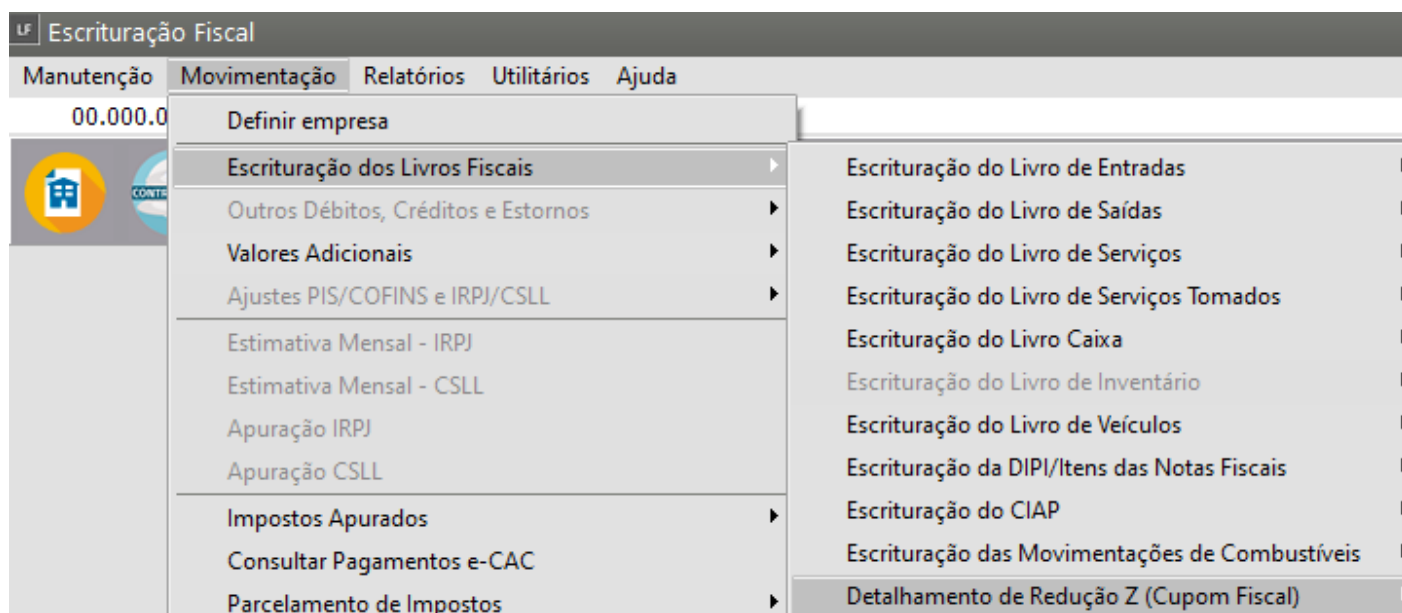 LF Escrituração Fiscal
Manutenção Movimentação Relatórios Utilitários Ajuda
00.000.0
Definir empresa
Escrituração dos Livros Fiscais
Outros Débitos, Créditos e Estornos
Valores Adicionais
Ajustes PIS/COFINS e IRPJ/CSLL
Estimativa Mensal - IRPJ
Estimativa Mensal - CSLL
Apuração IRPJ
Apuração CSLL
Impostos Apurados
Consultar Pagamentos e-CAC
Parcelamento de Impostos
Escrituração do Livro de Entradas
Escrituração do Livro de Saídas
Escrituração do Livro de Serviços
Escrituração do Livro de Serviços Tomados
Escrituração do Livro Caixa
Escrituração do Livro de Inventário
Escrituração do Livro de Veículos
Escrituração da DIPI/Itens das Notas Fiscais
Escrituração do CIAP
Escrituração das Movimentações de Combustíveis
Detalhamento de Redução Z (Cupom Fiscal)